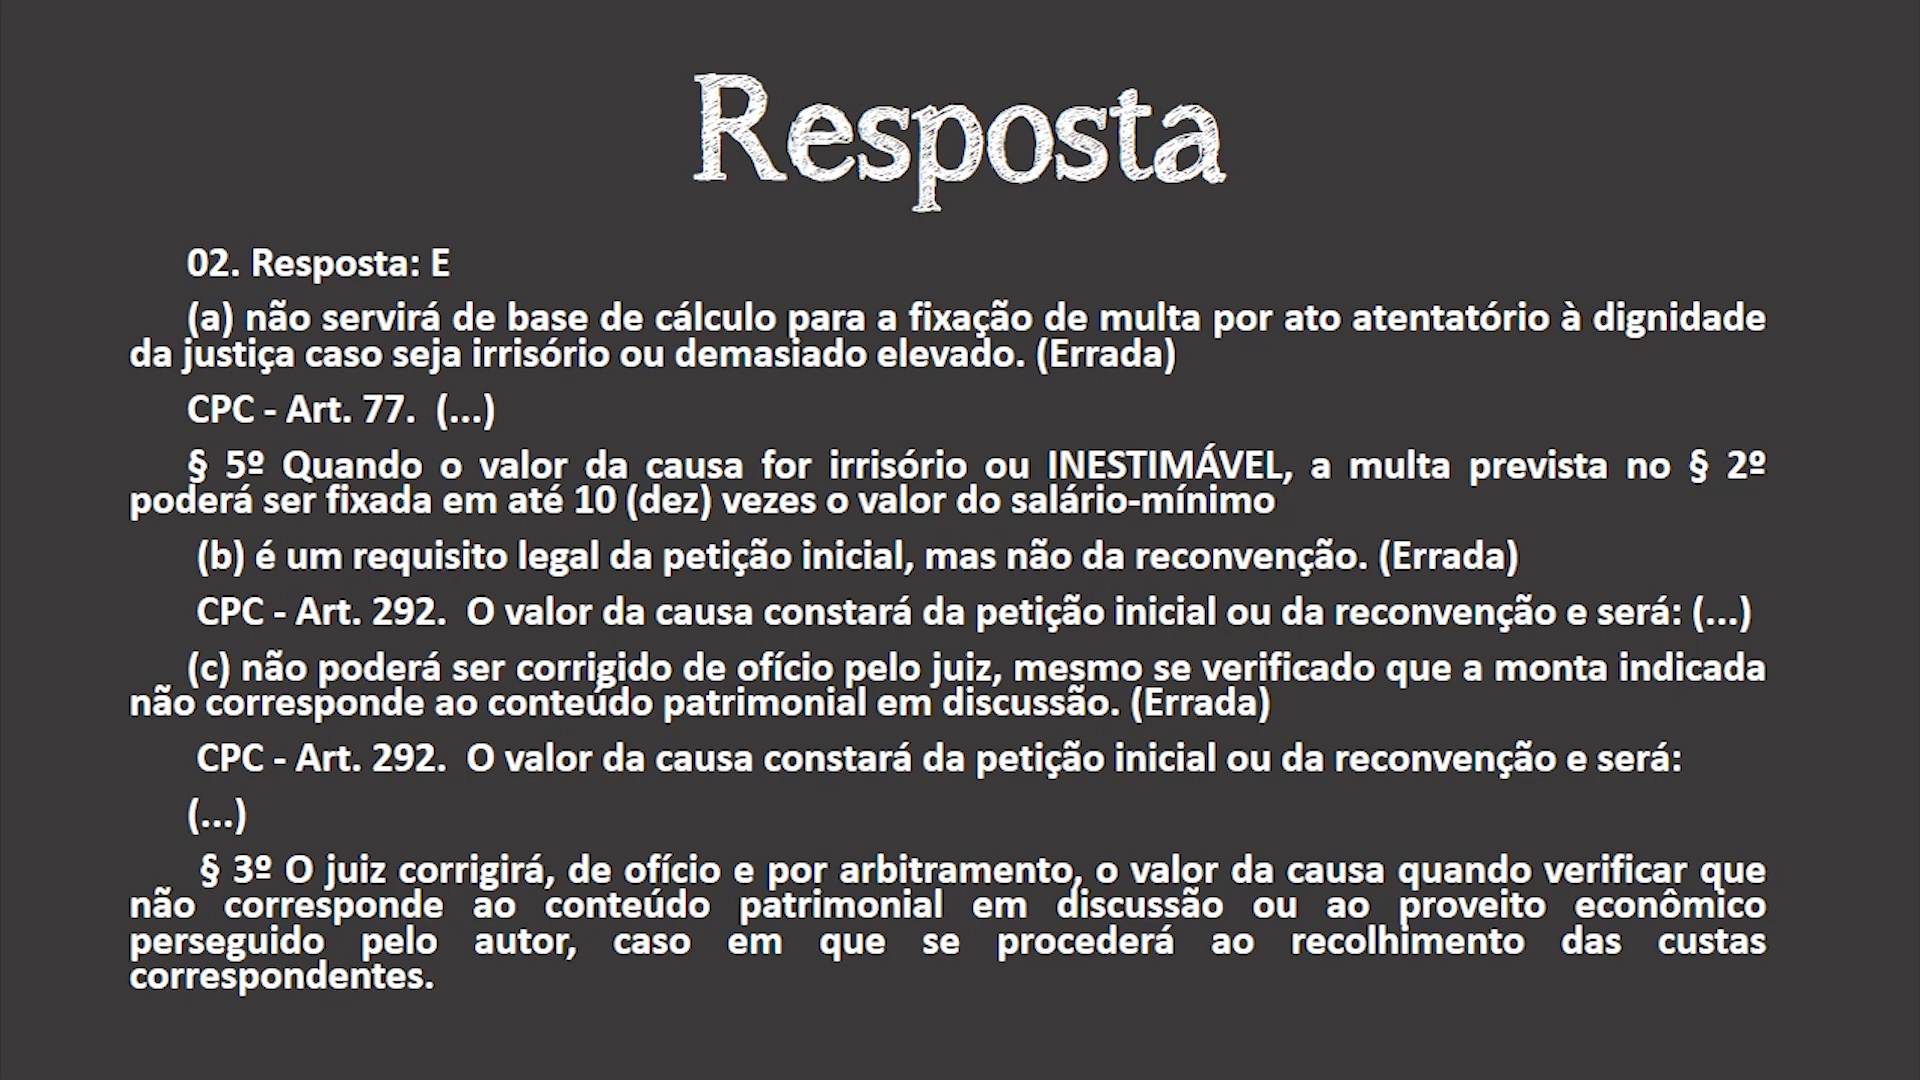 Resposta
02. Resposta: E
(a) não servirá de base de cálculo para a fixação de multa por ato atentatório à dignidade
da justiça caso seja irrisório ou demasiado elevado. (Errada)
CPC - Art. 77.  (...)
§ 5º Quando o valor da causa for irrisório ou INESTIMÁVEL, a multa prevista no § 2º
poderá ser fixada em até 10 (dez) vezes o valor do salário-mínimo
(b) é um requisito legal da petição inicial, mas não da reconvenção. (Errada)
CPC - Art. 292.  O valor da causa constará da petição inicial ou da reconvenção e será: (...)
(c) não poderá ser corrigido de ofício pelo juiz, mesmo se verificado que a monta indicada
não corresponde ao conteúdo patrimonial em discussão. (Errada)
CPC - Art. 292.  O valor da causa constará da petição inicial ou da reconvenção e será:
(...)
§ 3º O juiz corrigirá, de ofício e por arbitramento, o valor da causa quando verificar que
não corresponde ao conteúdo patrimonial em discussão ou ao proveito econômico
perseguido pelo autor, caso em que se procederá ao recolhimento das custas
correspondentes.